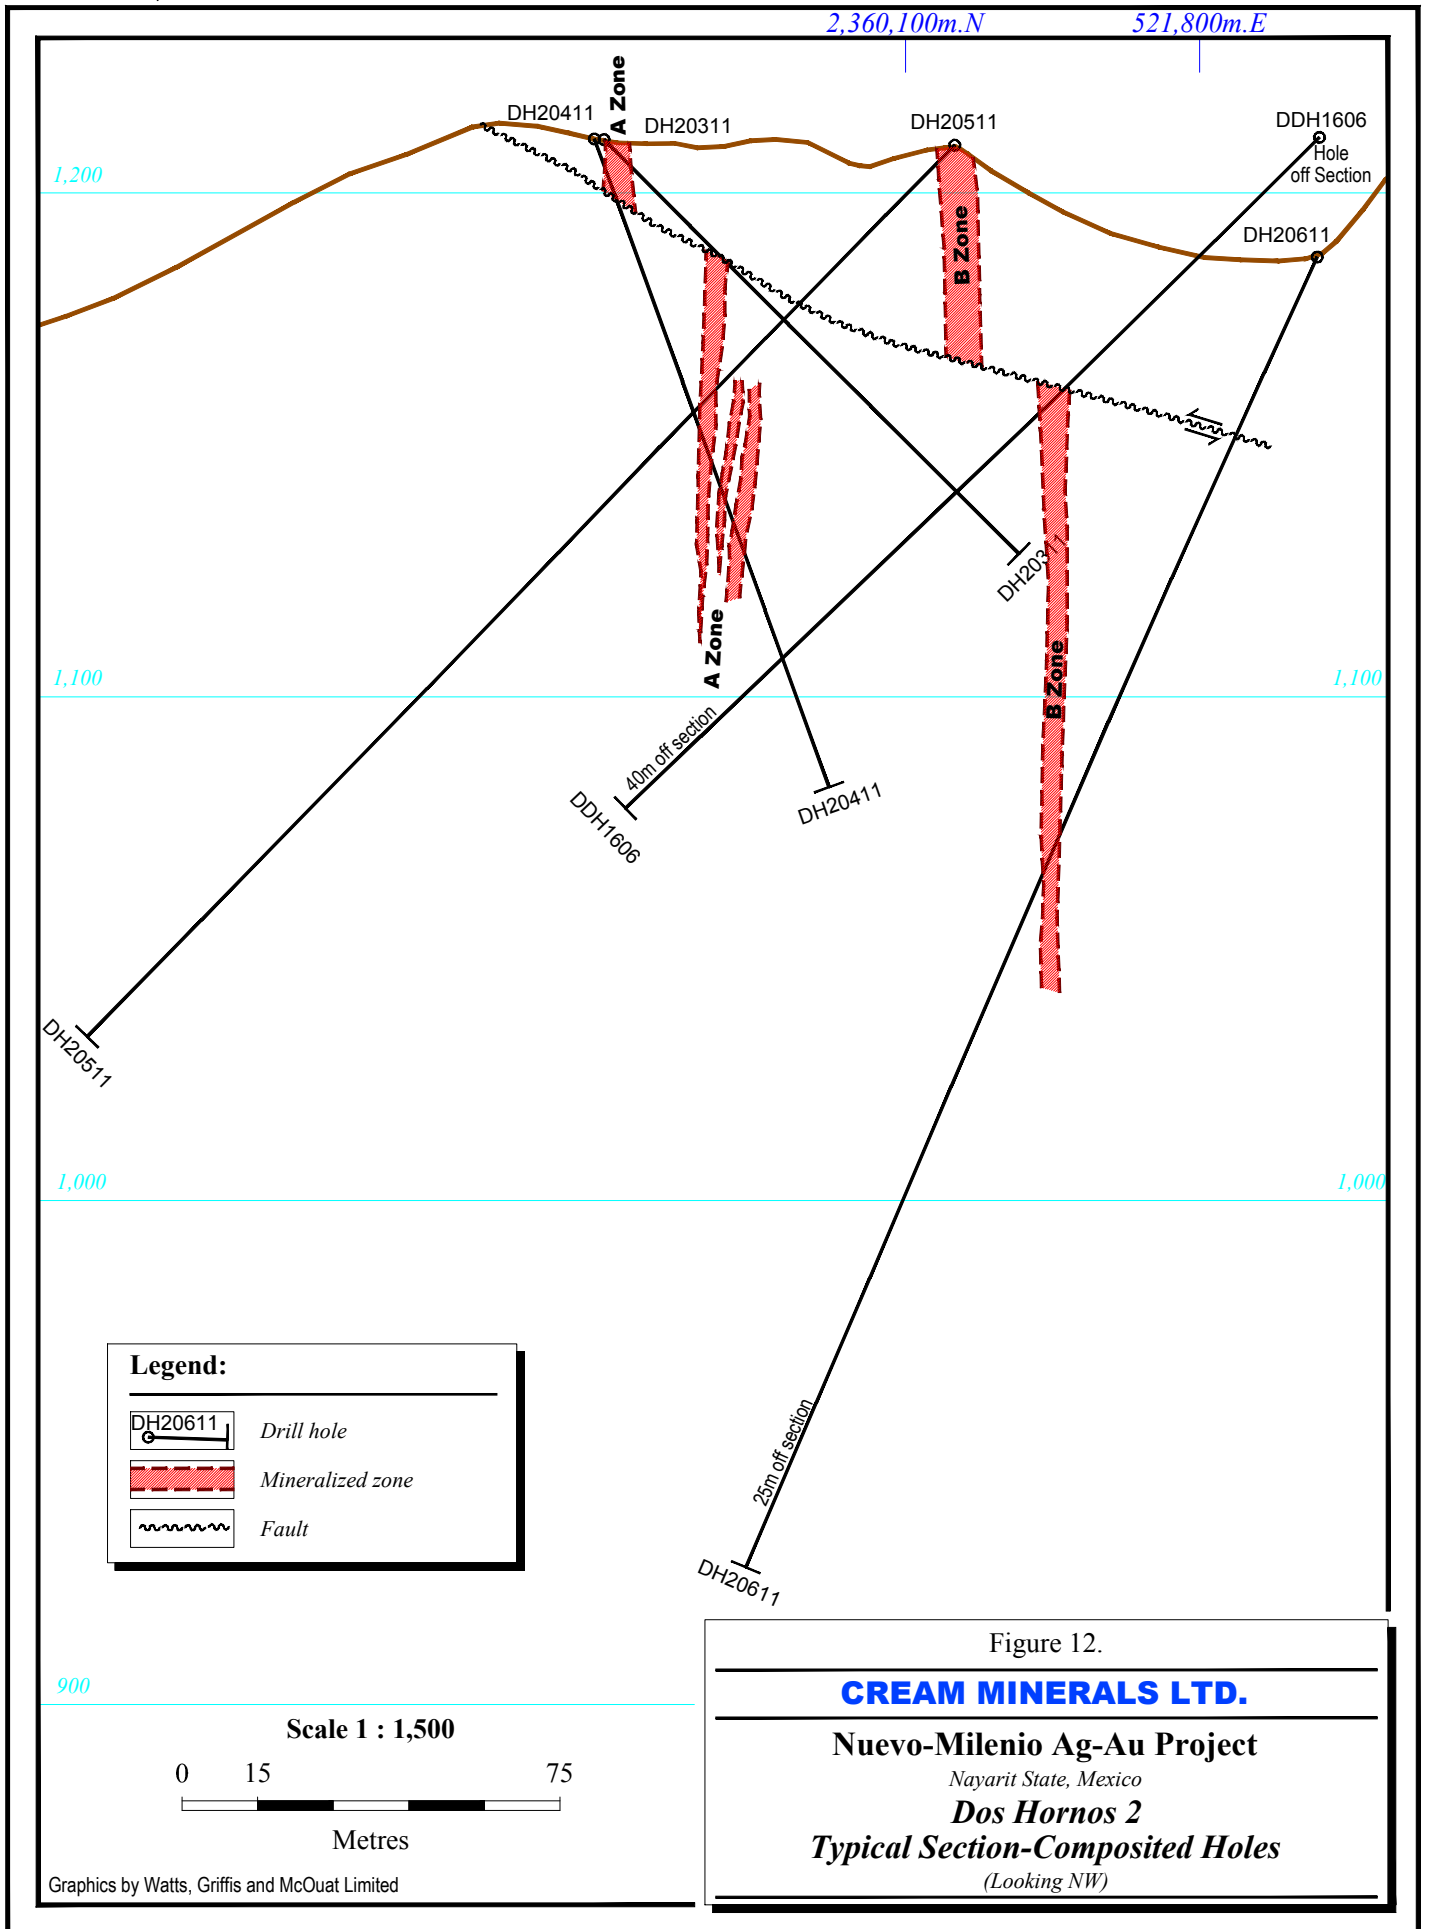 2,360,100m.N
521,800m.E
A Zone
DH20411
DH20311
DH20511
DDH1606
Hole
off Section
1,200
DH20611
B Zone
DH20311
A Zone
B Zone
1,100
1,100
40m off section
DDH1606
DH20411
DH20511
1,000
1,000
Legend:
DH20611
Drill hole
Mineralized zone
Fault
25m off section
DH20611
900
Scale 1 : 1,500
0 15 75
Metres
Graphics by Watts, Griffis and McOuat Limited
Figure 12.
CREAM MINERALS LTD.
Nuevo-Milenio Ag-Au Project
Nayarit State, Mexico
Dos Hornos 2
Typical Section-Composited Holes
(Looking NW)